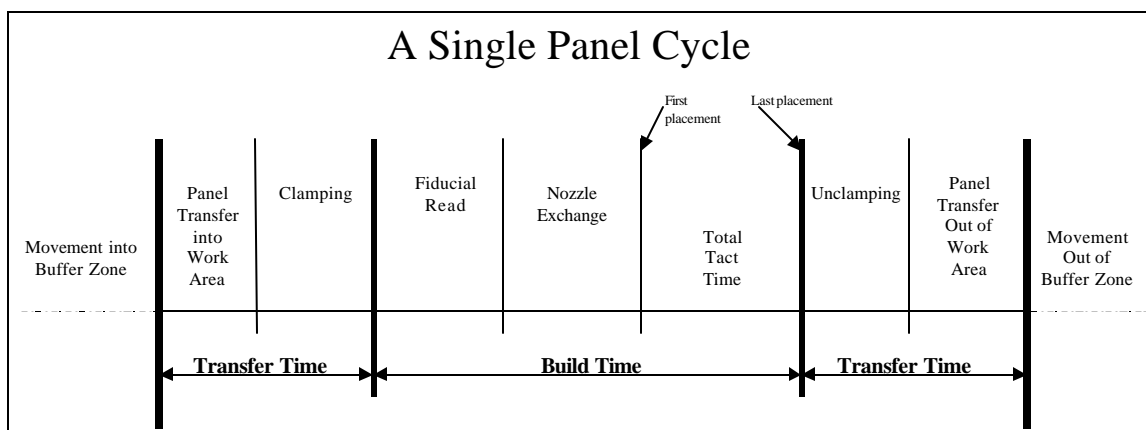 A Single Panel Cycle
First
placement
Last placement
Movement into
Buffer Zone
Panel
Transfer
into
Work
Area
Clamping
Fiducial
Read
Nozzle
Exchange
Total
Tact
Time
Unclamping
Panel
Transfer
Out of
Work
Area
Movement
Out of
Buffer Zone
Transfer Time
Build Time
Transfer Time